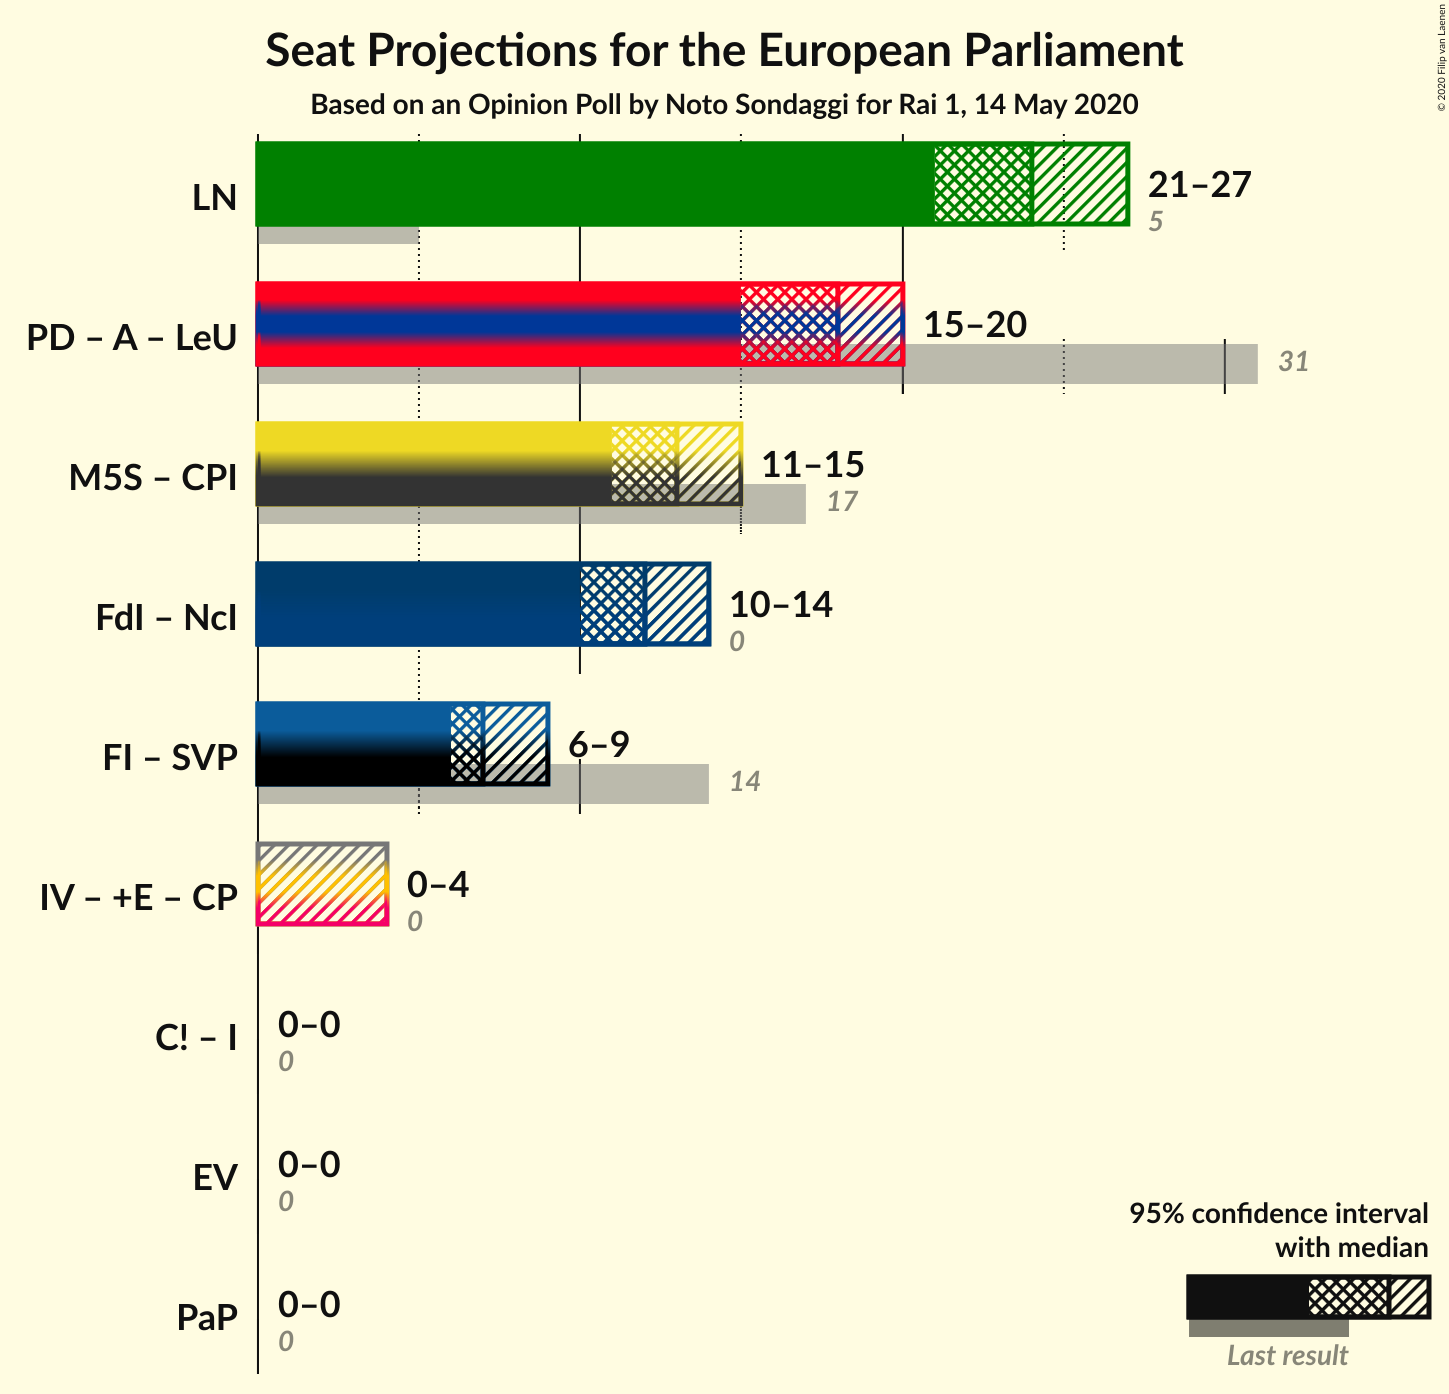 Seat Projections for the European Parliament
Based on an Opinion Poll by Noto Sondaggi for Rai 1, 14 May 2020
© 2020 Filip van Laenen
LN
21–27
5
PD – A – LeU
15–20
31
M5S – CPI
11–15
17
FdI – NcI
10–14
0
FI – SVP
6–9
14
IV – +E – CP
0–4
0
C! – I
0–0
0
EV
0–0
0
PaP
0–0
0
95% confidence interval
with median
Last result